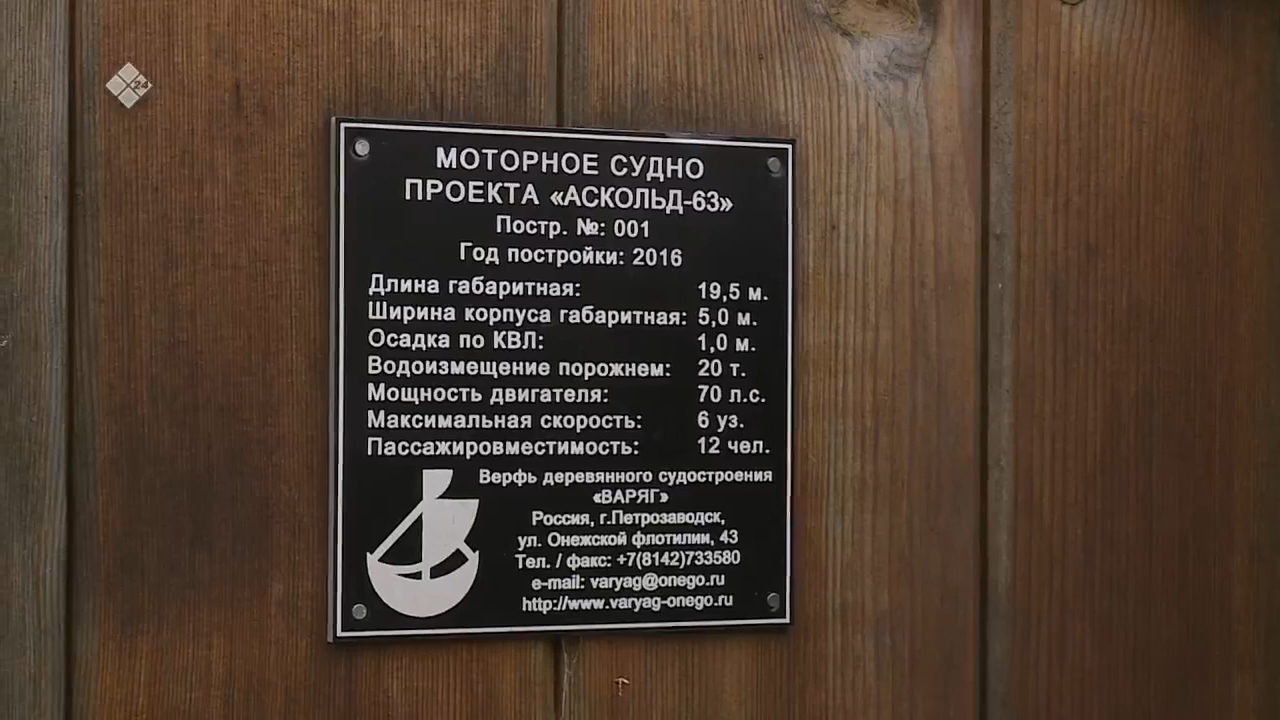 24
МОТОРНОЕ СУДНО
ПРОЕКТА «АСКОЛЬД-63»
Постр. №: 001
Год постройки: 2016
Длина габаритная: 19,5 м.
Ширина корпуса габаритная: 5,0 м.
Осадка по КВЛ: 1,0 м.
Водоизмещение порожнем: 20 т.
Мощность двигателя: 70 л.с.
Максимальная скорость: 6 уз.
Пассажировместимость: 12 чел.
Верфь деревянного судостроения
«ВАРЯГ»
Россия, г.Петрозаводск,
ул. Онежской флотилии, 43
Тел. / факс: +7(8142)733580
e-mail: varyag@onego.ru
http://www.varyag-onego.ru